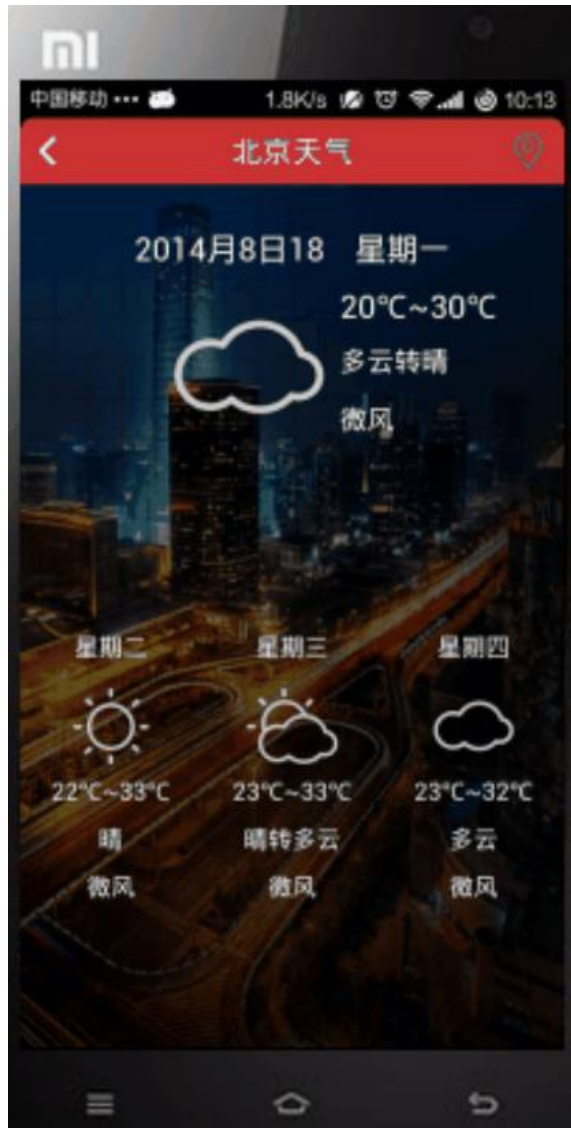 mi
中国移动 ••• 1.8K/s 10:13
北京天气
2014月8日18 星期一
20℃~30℃
多云转晴
微风
星期二 星期三 星期四
22℃~33℃ 23℃~33℃ 23℃~32℃
晴 晴转多云 多云
微风 微风 微风